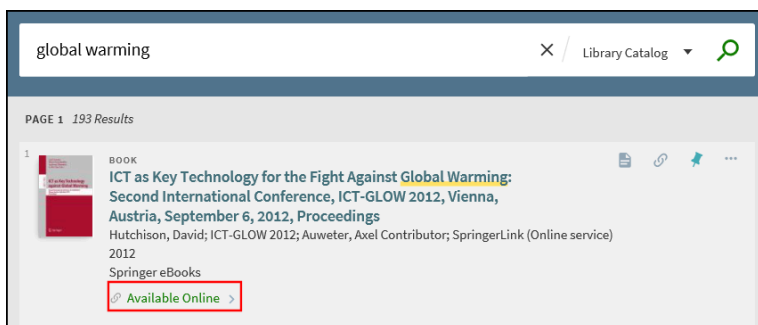 global warming
Library Catalog
PAGE 1 193 Results
1
BOOK
ICT as Key Technology for the Fight Against Global Warming:
Second International Conference, ICT-GLOW 2012, Vienna,
Austria, September 6, 2012, Proceedings
Hutchison, David; ICT-GLOW 2012; Auweter, Axel Contributor; SpringerLink (Online service)
2012
Springer eBooks
Available Online